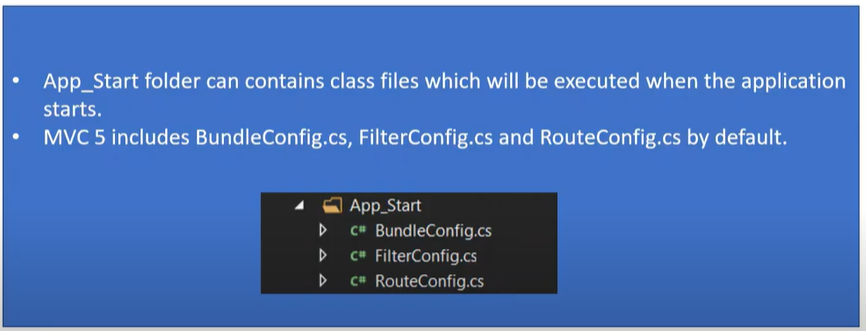 • App_Start folder can contains class files which will be executed when the application
starts.
• MVC 5 includes BundleConfig.cs, FilterConfig.cs and RouteConfig.cs by default.
App_Start
C# BundleConfig.cs
C# FilterConfig.cs
C# RouteConfig.cs